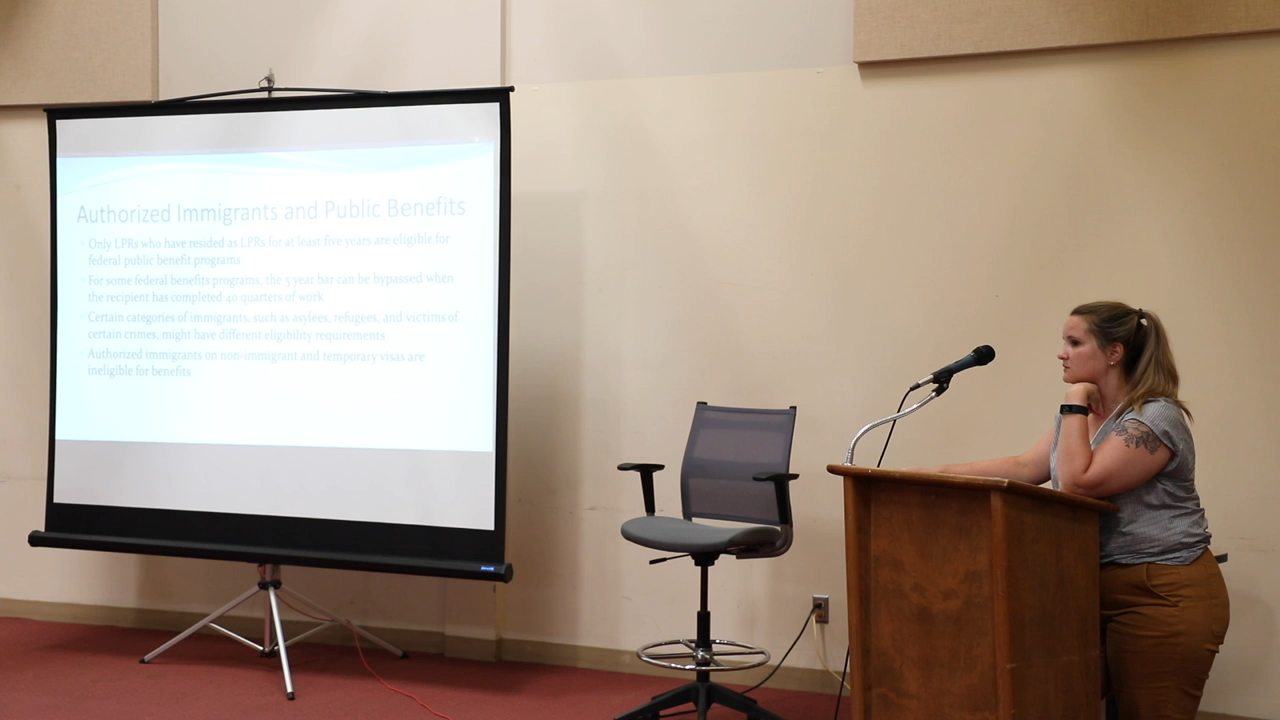 Authorized Immigrants and Public Benefits
Only LPRs who have resided as LPRs for at least five years are eligible for
federal public benefit programs
For some federal benefits programs, the 5 year bar can be bypassed when
the recipient has completed 40 quarters of work
Certain categories of immigrants, such as asylees, refugees, and victims of
certain crimes, might have different eligibility requirements
Authorized immigrants on non-immigrant and temporary visas are
ineligible for benefits